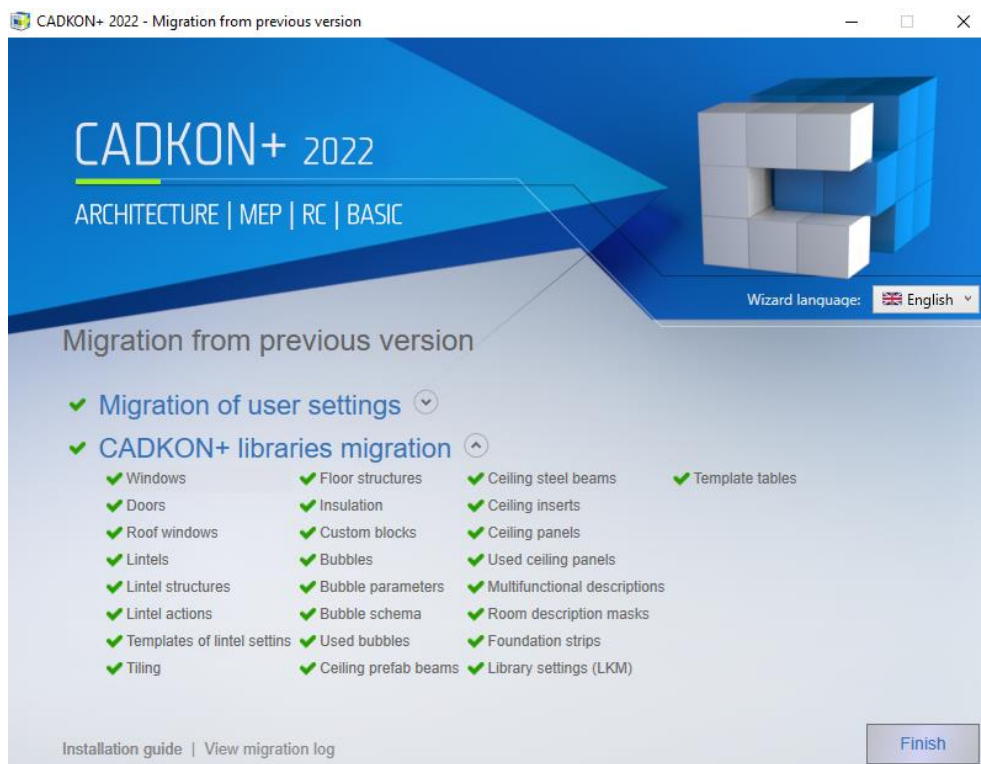 CADKON+ 2022 - Migration from previous version
CADKON+ 2022
ARCHITECTURE | MEP | RC | BASIC
Wizard language: English
Migration from previous version
Migration of user settings
CADKON+ libraries migration
Windows
Doors
Roof windows
Lintels
Lintel structures
Lintel actions
Templates of lintel settins
Tiling
Floor structures
Insulation
Custom blocks
Bubbles
Bubble parameters
Bubble schema
Used bubbles
Ceiling prefab beams
Ceiling steel beams
Ceiling inserts
Ceiling panels
Used ceiling panels
Multifunctional descriptions
Room description masks
Foundation strips
Library settings (LKM)
Template tables
Installation guide | View migration log
Finish